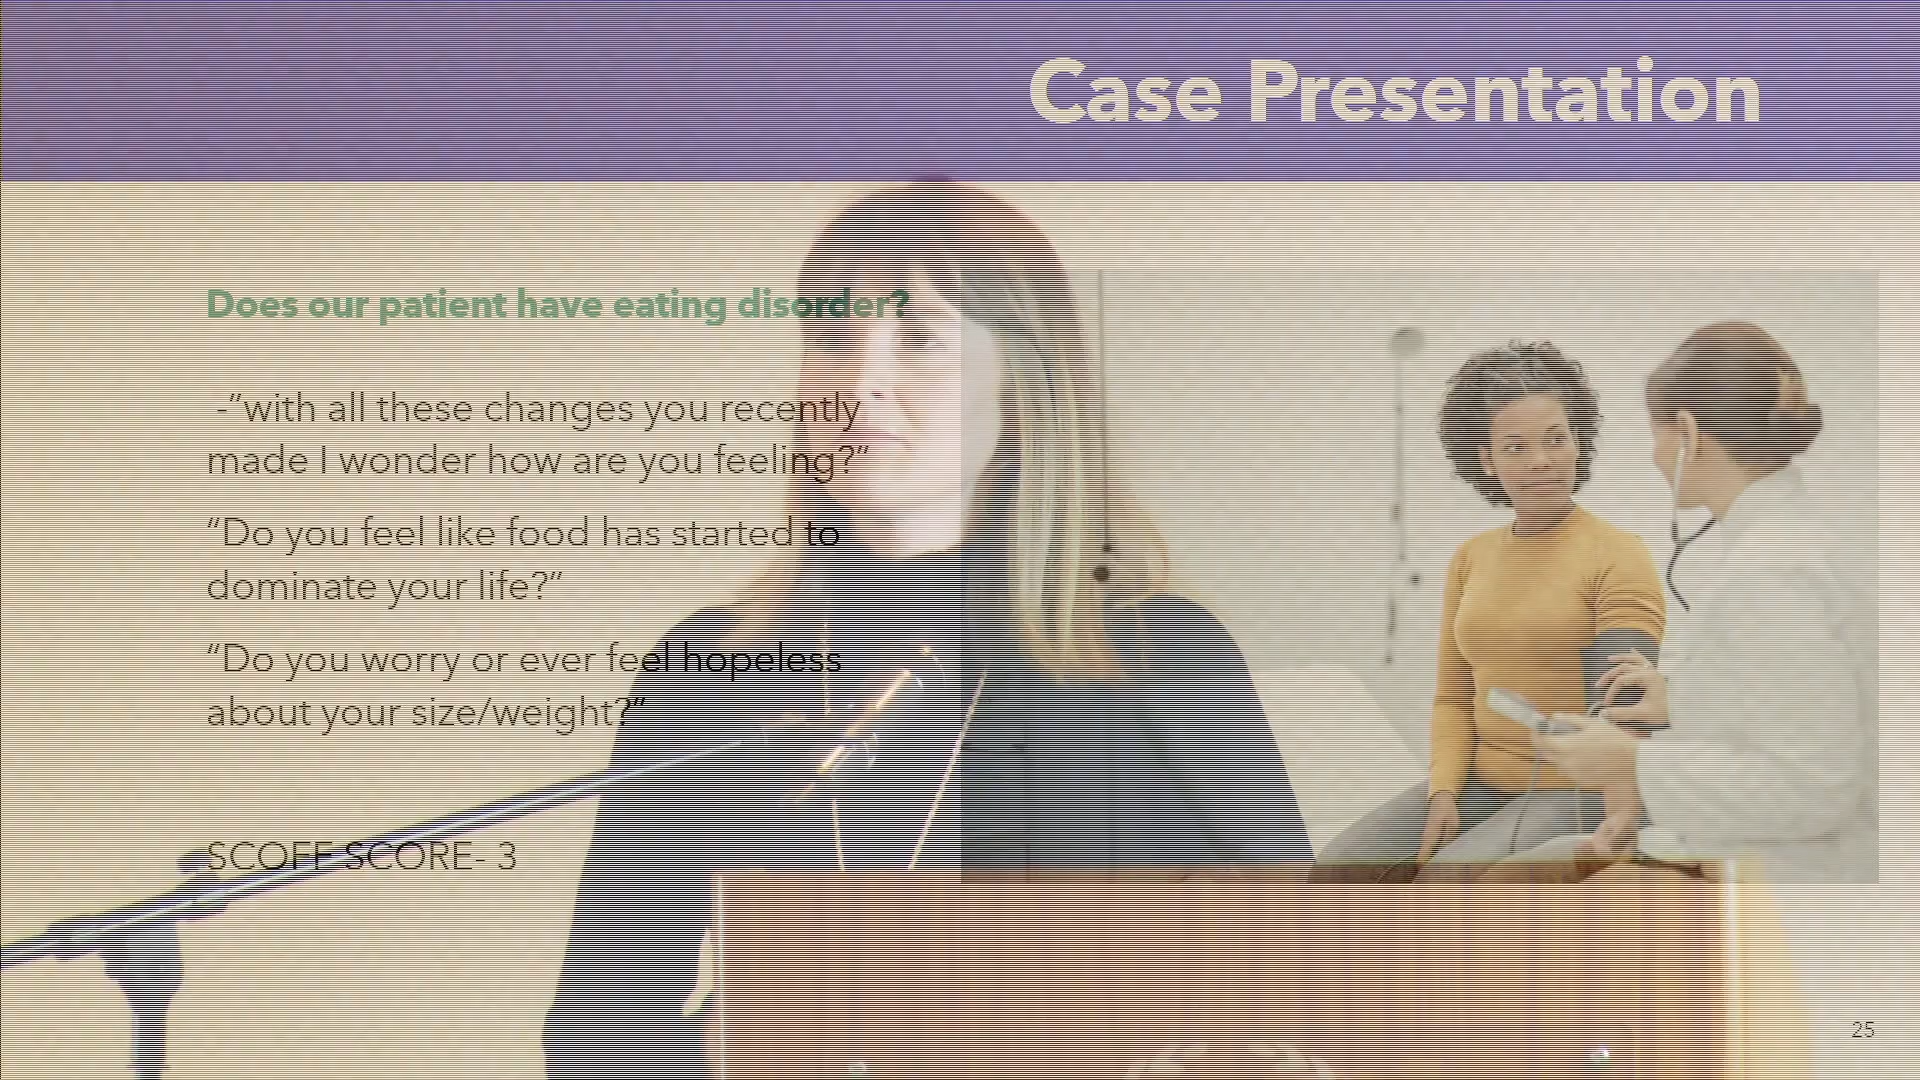 Case Presentation
Does our patient have eating disorder?
-“with all these changes you recently
made I wonder how are you feeling?”
“Do you feel like food has started to
dominate your life?”
“Do you worry or ever feel hopeless
about your size/weight?”
SCOFF SCORE- 3
25